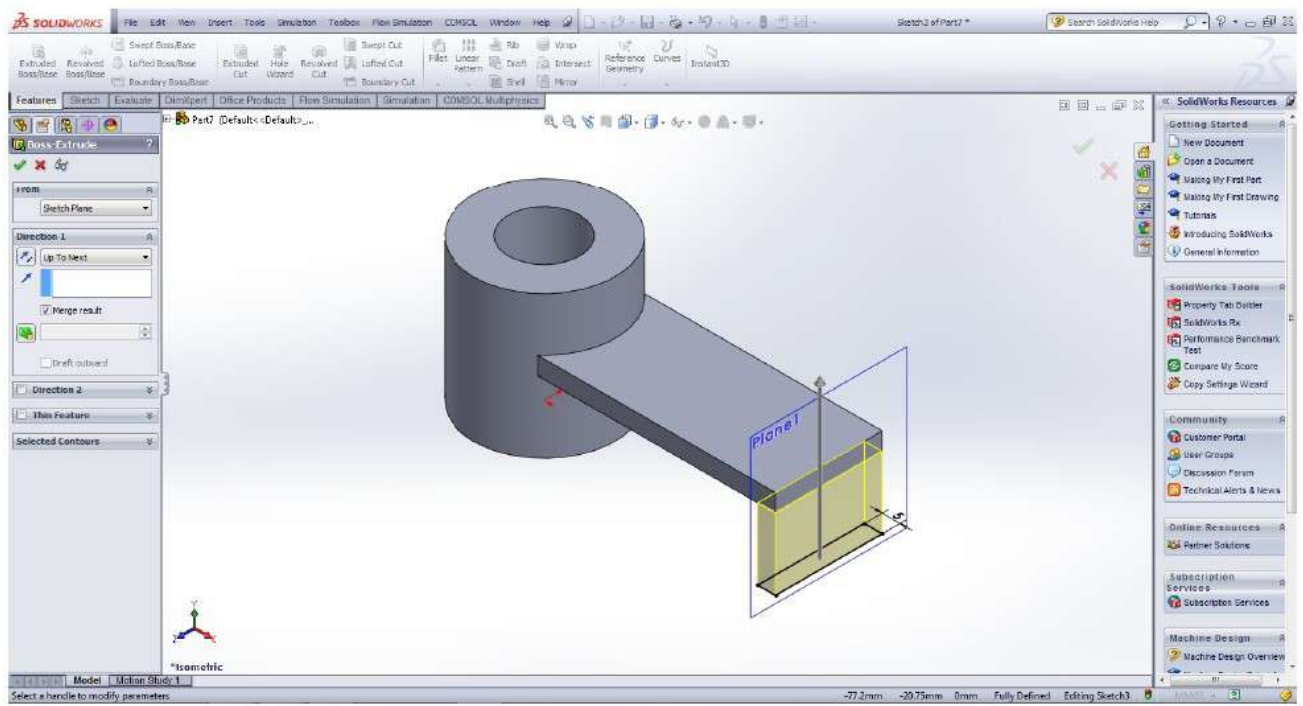 SOLIDWORKS File Edit View Insert Tools Simulation Toolbox Flow Simulation COMSOL Window Help Sketch3 of Part7 * Search SolidWorks Help
Extruded Boss/Base
Revolved Boss/Base
Swept Boss/Base
Lofted Boss/Base
Boundary Boss/Base
Extruded Cut
Hole Wizard
Revolved Cut
Swept Cut
Lofted Cut
Boundary Cut
Fillet
Linear Pattern
Rib
Draft
Shell
Wrap
Intersect
Mirror
Reference Geometry
Curves
Instant3D
Features Sketch Evaluate DimXpert Office Products Flow Simulation Simulation COMSOL Multiphysics
Part7 (Default<<Default>_...
Boss-Extrude ?
From
Sketch Plane
Direction 1
Up To Next
Merge result
Draft outward
Direction 2
Thin Feature
Selected Contours
Plane1
5
Y
Z
*Isometric
SolidWorks Resources
Getting Started
New Document
Open a Document
Making My First Part
Making My First Drawing
Tutorials
Introducing SolidWorks
General Information
SolidWorks Tools
Property Tab Builder
SolidWorks Rx
Performance Benchmark
Test
Compare My Score
Copy Settings Wizard
Community
Customer Portal
User Groups
Discussion Forum
Technical Alerts & News
Online Resources
Partner Solutions
Subscription
Services
Subscription Services
Machine Design
Machine Design Overview
Model Motion Study 1
Select a handle to modify parameters
-77.2mm -20.75mm 0mm Fully Defined Editing Sketch3